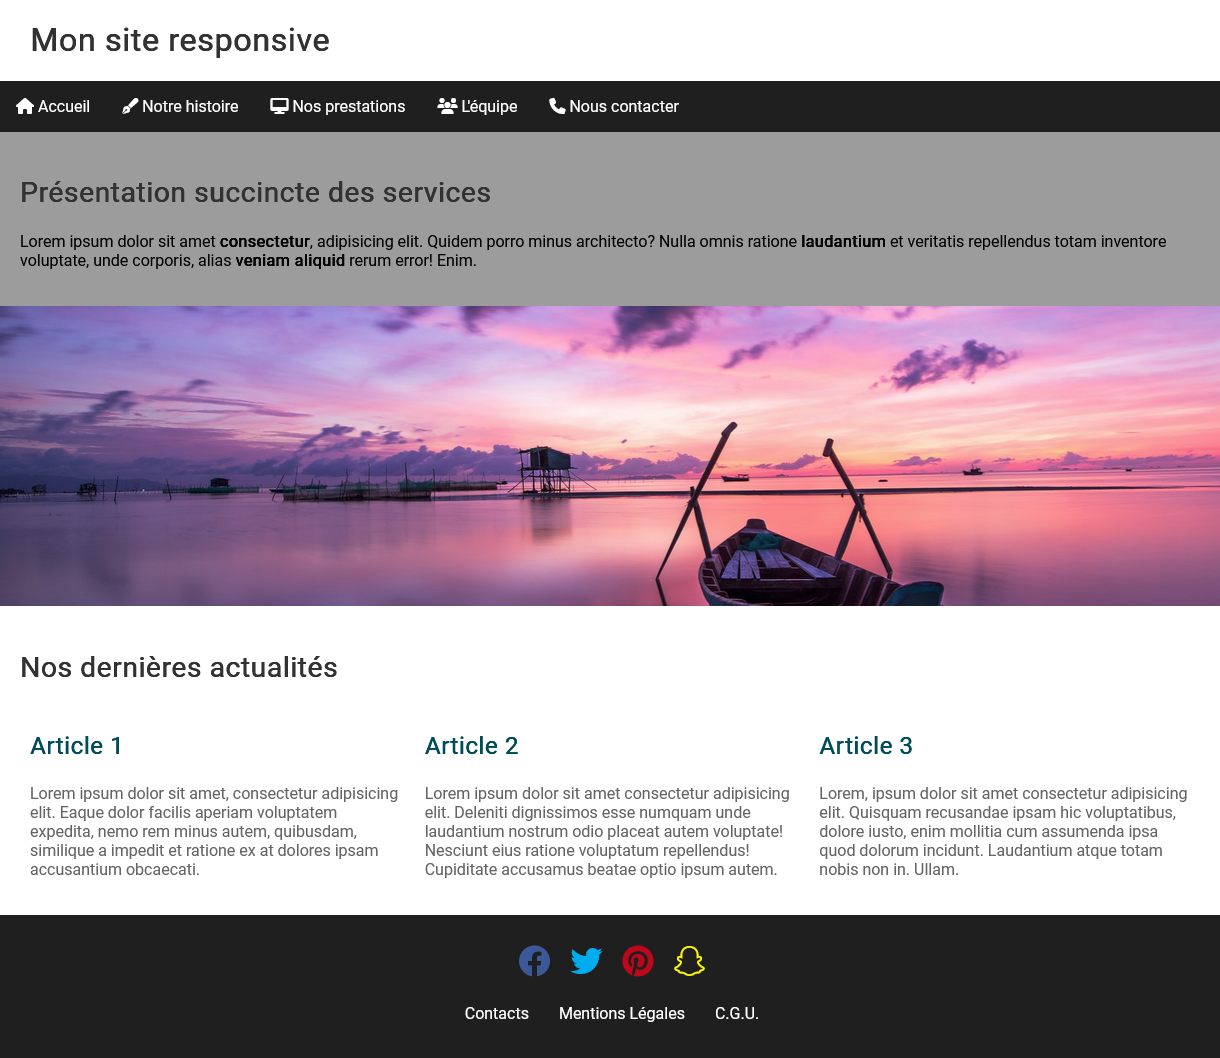 Mon site responsive
Accueil Notre histoire Nos prestations L'équipe Nous contacter
Présentation succincte des services
Lorem ipsum dolor sit amet consectetur, adipisicing elit. Quidem porro minus architecto? Nulla omnis ratione laudantium et veritatis repellendus totam inventore
voluptate, unde corporis, alias veniam aliquid rerum error! Enim.
Nos dernières actualités
Article 1
Lorem ipsum dolor sit amet, consectetur adipisicing
elit. Eaque dolor facilis aperiam voluptatem
expedita, nemo rem minus autem, quibusdam,
similique a impedit et ratione ex at dolores ipsam
accusantium obcaecati.
Article 2
Lorem ipsum dolor sit amet consectetur adipisicing
elit. Deleniti dignissimos esse numquam unde
laudantium nostrum odio placeat autem voluptate!
Nesciunt eius ratione voluptatum repellendus!
Cupiditate accusamus beatae optio ipsum autem.
Article 3
Lorem, ipsum dolor sit amet consectetur adipisicing
elit. Quisquam recusandae ipsam hic voluptatibus,
dolore iusto, enim mollitia cum assumenda ipsa
quod dolorum incidunt. Laudantium atque totam
nobis non in. Ullam.
Contacts Mentions Légales C.G.U.